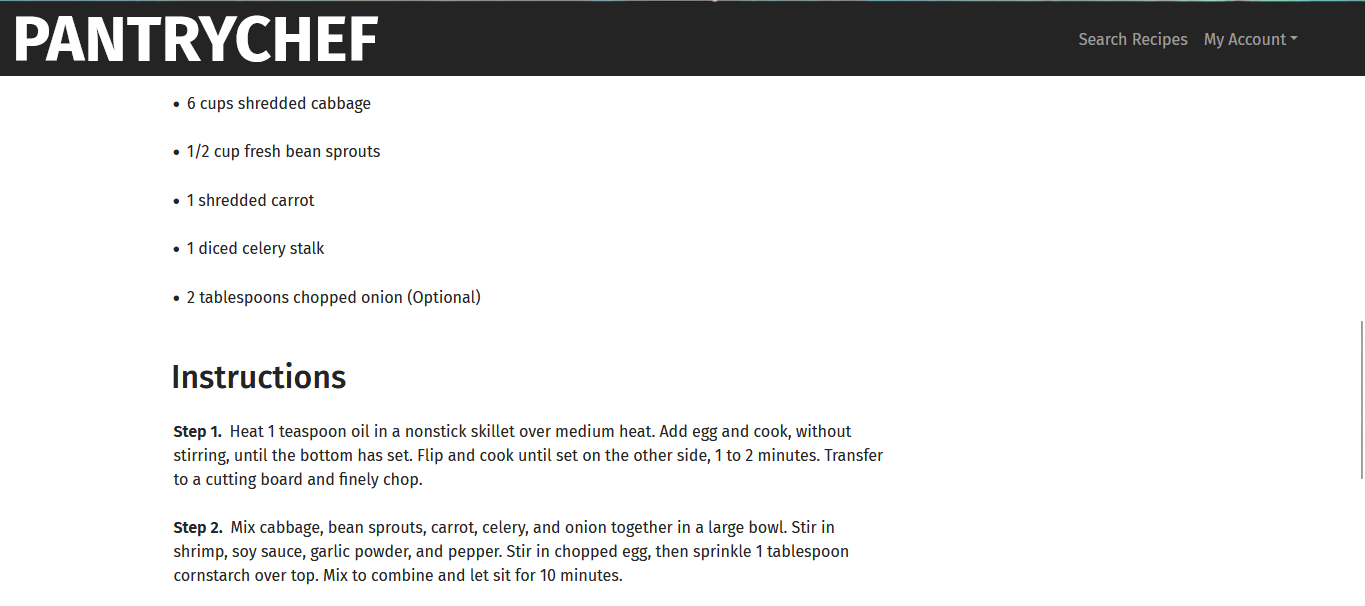 PANTRYCHEF
Search Recipes My Account
• 6 cups shredded cabbage
• 1/2 cup fresh bean sprouts
• 1 shredded carrot
• 1 diced celery stalk
• 2 tablespoons chopped onion (Optional)
Instructions
Step 1. Heat 1 teaspoon oil in a nonstick skillet over medium heat. Add egg and cook, without
stirring, until the bottom has set. Flip and cook until set on the other side, 1 to 2 minutes. Transfer
to a cutting board and finely chop.
Step 2. Mix cabbage, bean sprouts, carrot, celery, and onion together in a large bowl. Stir in
shrimp, soy sauce, garlic powder, and pepper. Stir in chopped egg, then sprinkle 1 tablespoon
cornstarch over top. Mix to combine and let sit for 10 minutes.